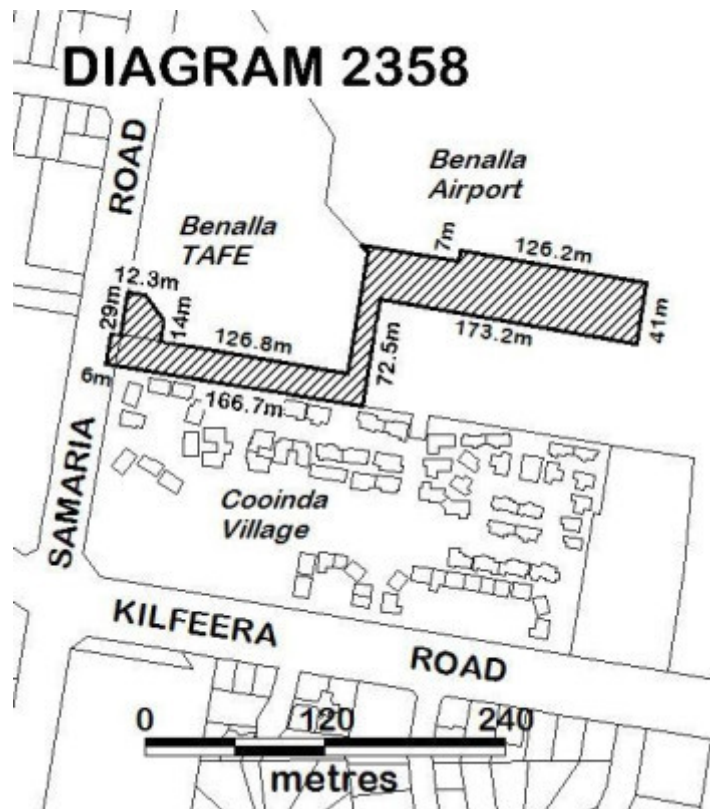 DIAGRAM 2358
ROAD
Benalla
Airport
Benalla
TAFE
7m
126.2m
12.3m
29m
14m
41m
126.8m
173.2m
72.5m
6m
166.7m
SAMARIA
Cooinda
Village
KILFEERA
ROAD
0 120 240
metres